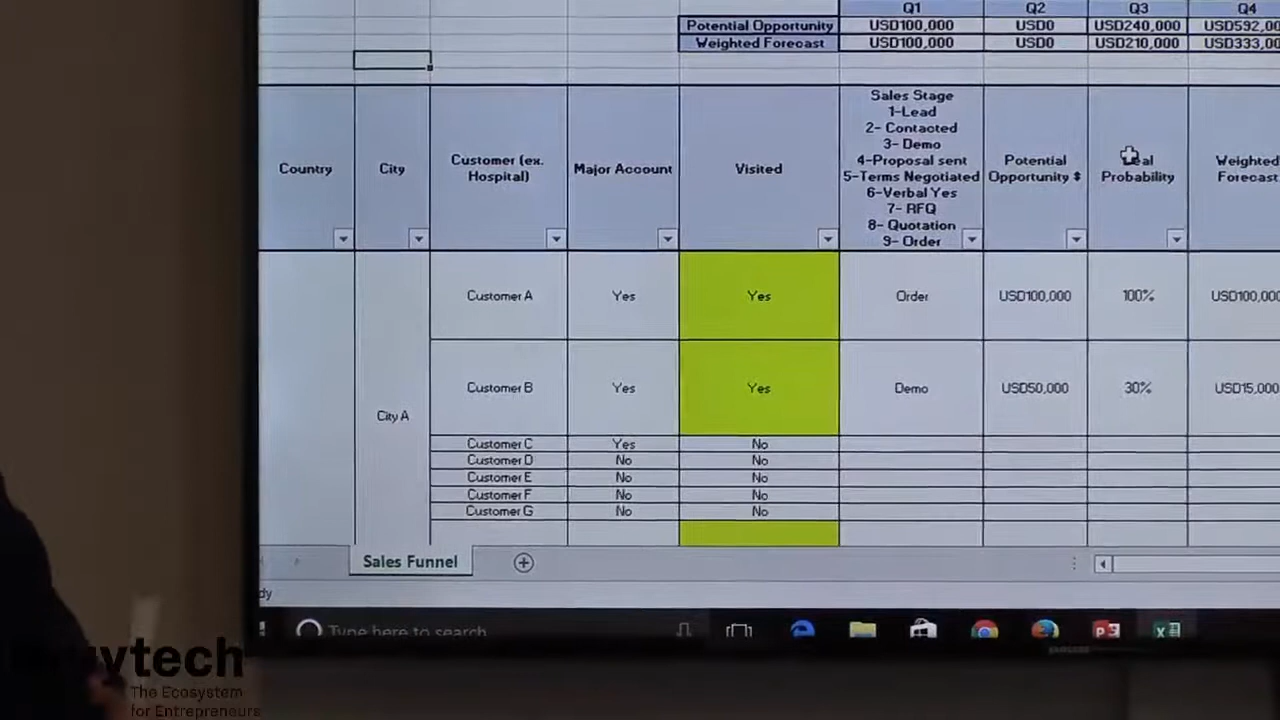 Q1 Q2 Q3 Q4
Potential Opportunity USD100,000 USD0 USD240,000 USD592,00
Weighted Forecast USD100,000 USD0 USD210,000 USD333,00
Country
City
Customer (ex.
Hospital)
Major Account
Visited
Sales Stage
1-Lead
2- Contacted
3- Demo
4-Proposal sent
5-Terms Negotiated
6-Verbal Yes
7- RFQ
8- Quotation
9- Order
Potential
Opportunity $
Probability
Weighted
Forecast
Customer A Yes Yes Order USD100,000 100% USD100,000
Customer B Yes Yes Demo USD50,000 30% USD15,000
City A
Customer C Yes No
Customer D No No
Customer E No No
Customer F No No
Customer G No No
Sales Funnel
dy
Type here to search
SAMSUNG
tech
The Ecosystem
for Entrepreneurs